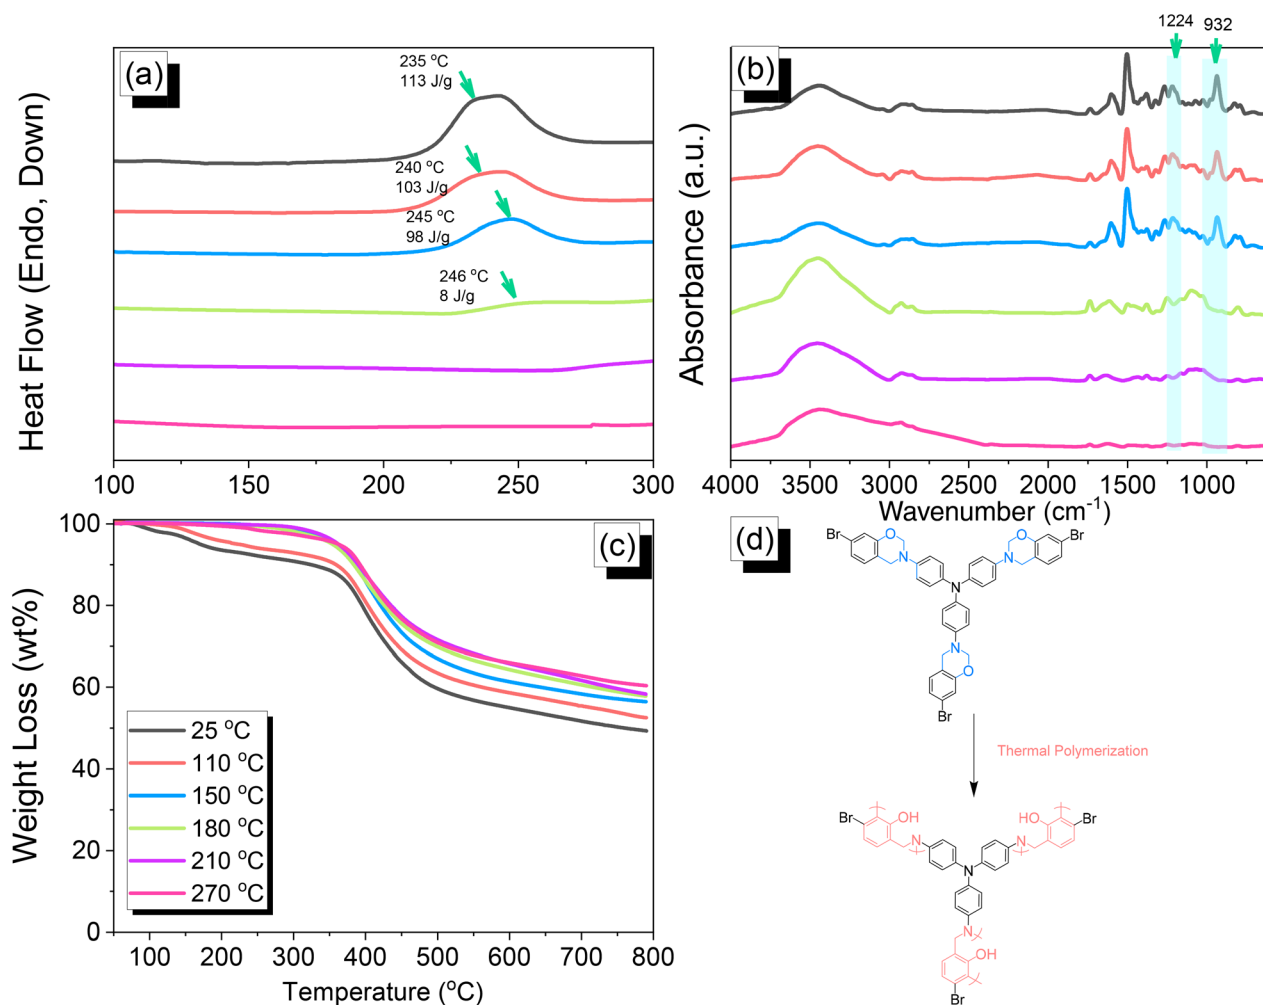 (a)
235 °C
113 J/g
240 °C
103 J/g
245 °C
98 J/g
246 °C
8 J/g
Heat Flow (Endo, Down)
100 150 200 250 300
(b)
1224 932
Absorbance (a.u.)
4000 3500 3000 2500 2000 1500 1000
Wavenumber (cm-1)
(c)
Weight Loss (wt%)
100
80
60
40
20
0
25 °C
110 °C
150 °C
180 °C
210 °C
270 °C
100 200 300 400 500 600 700 800
Temperature (°C)
(d)
Br O N N O Br
N
N
O
Br
Thermal Polymerization
Br OH HO Br
N N
N
N
OH
Br